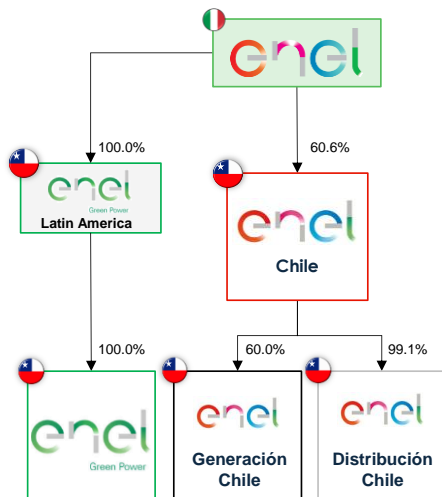 enel
100.0%
60.6%
enel
Green Power
Latin America
enel
Chile
100.0%
60.0%
99.1%
enel
Green Power
enel
Generación
Chile
enel
Distribución
Chile